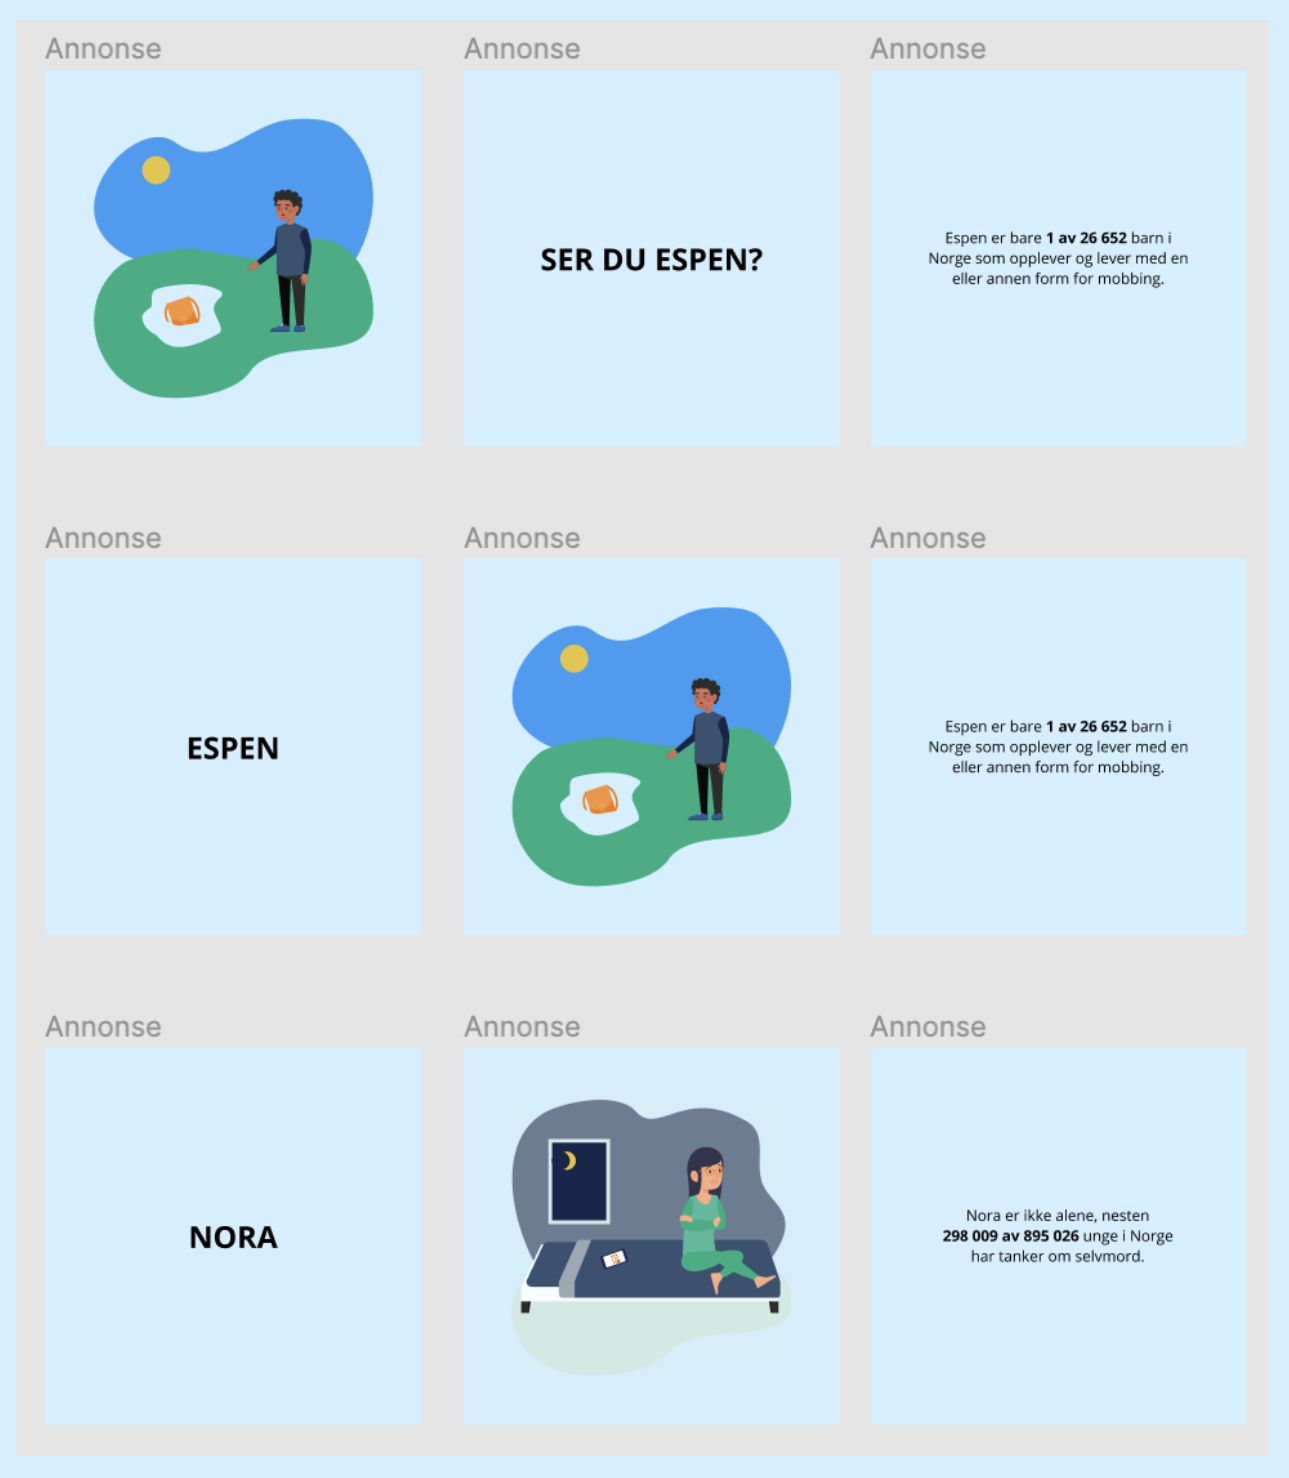 Annonse
Annonse
Annonse
SER DU ESPEN?
Espen er bare 1 av 26 652 barn i
Norge som opplever og lever med en
eller annen form for mobbing.
Annonse
Annonse
Annonse
ESPEN
Espen er bare 1 av 26 652 barn i
Norge som opplever og lever med en
eller annen form for mobbing.
Annonse
Annonse
Annonse
NORA
Nora er ikke alene, nesten
298 009 av 895 026 unge i Norge
har tanker om selvmord.